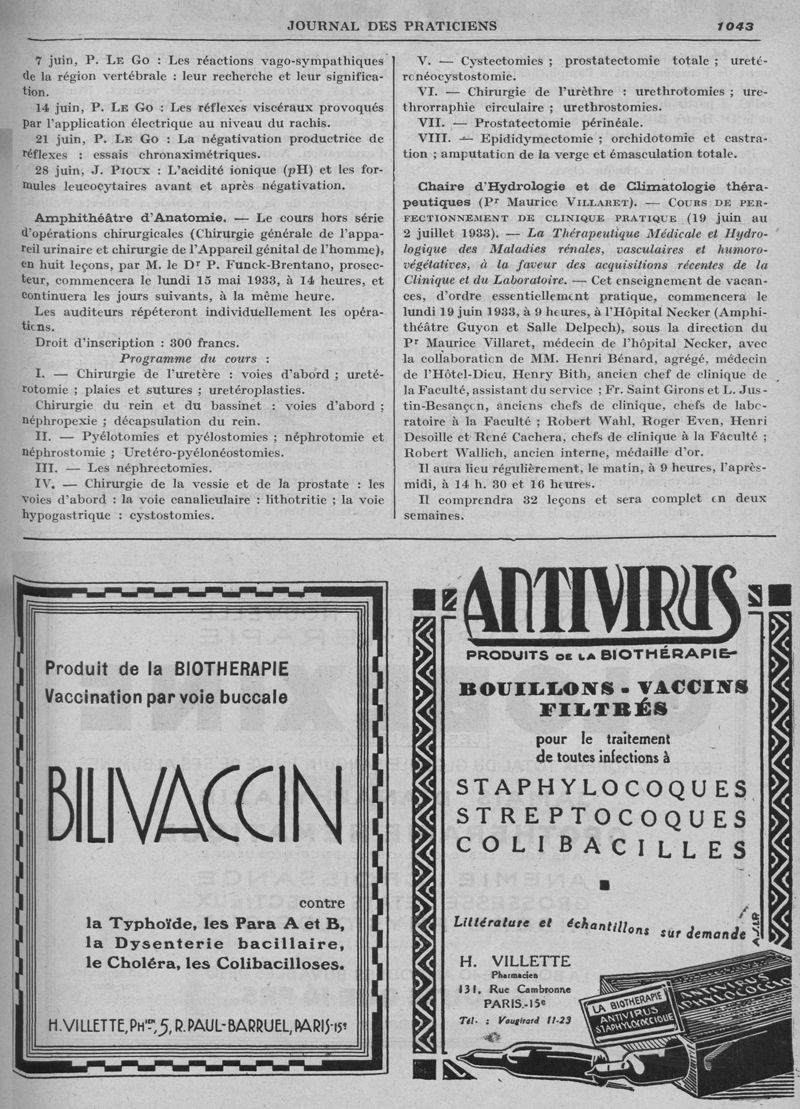 JOURNAL DES PRATICIENS 1043
7 juin, P. LE GO : Les réactions vago-sympathiques
de la région vertébrale : leur recherche et leur significa-
tion.
14 juin, P. LE GO : Les réflexes viscéraux provoqués
par l'application électrique au niveau du rachis.
21 juin, P. LE GO : La négativation productrice de
réflexes : essais chronaximétriques.
28 juin, J. PIOUX : L'acidité ionique (pH) et les for-
mules leucocytaires avant et après négativation.
Amphithéâtre d'Anatomie. — Le cours hors série
d'opérations chirurgicales (Chirurgie générale de l'appa-
reil urinaire et chirurgie de l'Appareil génital de l'homme),
en huit leçons, par M. le Dr P. Funck-Brentano, prosec-
teur, commencera le lundi 15 mai 1933, à 14 heures, et
continuera les jours suivants, à la même heure.
Les auditeurs répéteront individuellement les opéra-
tions.
Droit d'inscription : 300 francs.
Programme du cours :
I. — Chirurgie de l'uretère : voies d'abord ; ureté-
rotomie ; plaies et sutures ; uretéroplasties.
Chirurgie du rein et du bassinet : voies d'abord ;
néphropexie ; décapsulation du rein.
II. — Pyélotomies et pyélostomies ; néphrotomie et
néphrostomie ; Uretéro-pyélonéostomies.
III. — Les néphrectomies.
IV. — Chirurgie de la vessie et de la prostate : les
voies d'abord : la voie canaliculaire : lithotritie ; la voie
hypogastrique : cystostomies.
V. — Cystectomies ; prostatectomie totale ; ureté-
renéocystostomie.
VI. — Chirurgie de l'urèthre : urethrotomies ; ure-
throrraphie circulaire ; urethrostomies.
VII. — Prostatectomie périnéale.
VIII. — Epididymectomie ; orchidotomie et castra-
tion ; amputation de la verge et émasculation totale.
Chaire d'Hydrologie et de Climatologie théra-
peutiques (Pr Maurice VILLARET). — COURS DE PER-
FECTIONNEMENT DE CLINIQUE PRATIQUE (19 juin au
2 juillet 1933). — La Thérapeutique Médicale et Hydro-
logique des Maladies rénales, vasculaires et humoro-
végétatives, à la faveur des acquisitions récentes de la
Clinique et du Laboratoire. — Cet enseignement de vacan-
ces, d'ordre essentiellement pratique, commencera le
lundi 19 juin 1933, à 9 heures, à l'Hôpital Necker (Amphi-
théâtre Guyon et Salle Delpech), sous la direction du
Pr Maurice Villaret, médecin de l'hôpital Necker, avec
la collaboration de MM. Henri Bénard, agrégé, médecin
de l'Hôtel-Dieu, Henry Bith, ancien chef de clinique de
la Faculté, assistant du service ; Fr. Saint Girons et L. Jus-
tin-Besançon, anciens chefs de clinique, chefs de labo-
ratoire à la Faculté ; Robert Wahl, Roger Even, Henri
Desoille et René Cachera, chefs de clinique à la Faculté ;
Robert Wallich, ancien interne, médaille d'or.
Il aura lieu régulièrement, le matin, à 9 heures, l'après-
midi, à 14 h. 30 et 16 heures.
Il comprendra 32 leçons et sera complet en deux
semaines.
Produit de la BIOTHERAPIE
Vaccination par voie buccale
BILIVACCIN
contre
la Typhoïde, les Para A et B,
la Dysenterie bacillaire,
le Choléra, les Colibacilloses.
H. VILLETTE, PHien, 5, R. PAUL-BARRUEL, PARIS-15e
ANTIVIRUS
PRODUITS DE LA BIOTHÉRAPIE
BOUILLONS - VACCINS
FILTRÉS
pour le traitement
de toutes infections à
STAPHYLOCOQUES
STREPTOCOQUES
COLIBACILLES
Littérature et échantillons sur demande
H. VILLETTE
Pharmacien
131, Rue Cambronne
PARIS-15e
Tél. : Vaugirard 11-23
LA BIOTHERAPIE
ANTIVIRUS
STAPHYLOCOCCIQUE
ANTIVIRUS